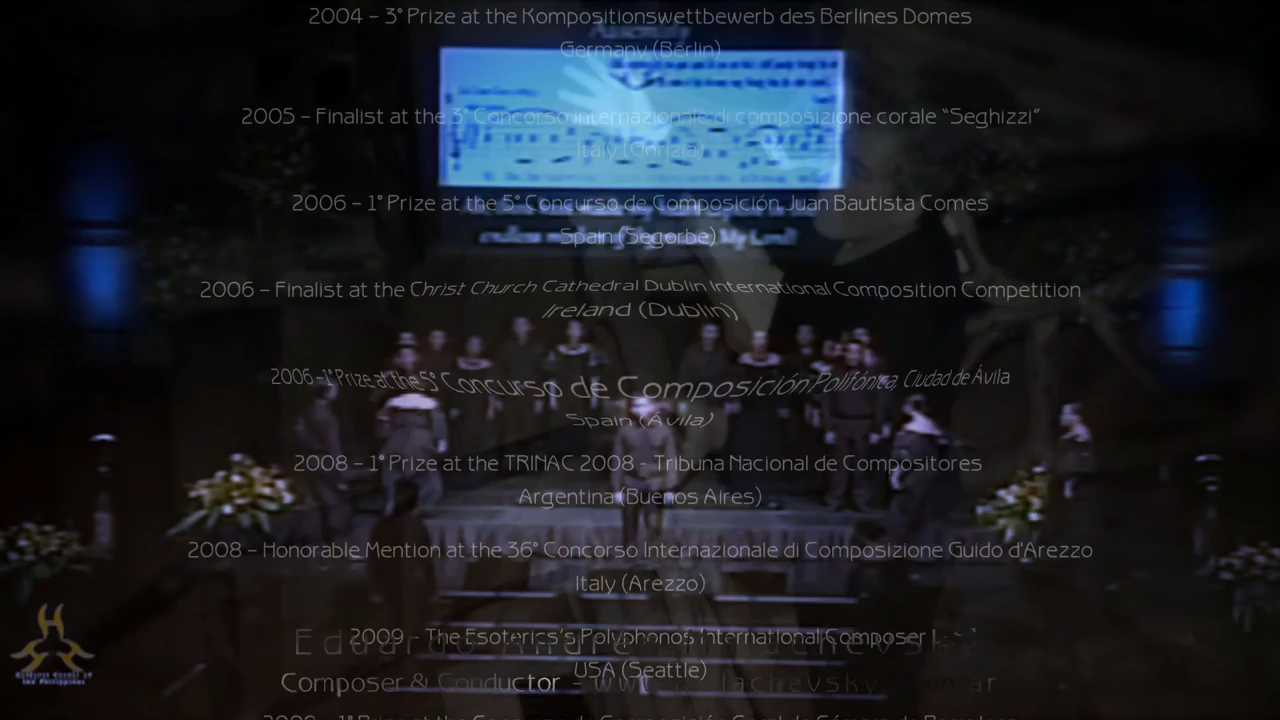 2004 – 3° Prize at the Kompositionswettbewerb des Berlines Domes
Assembly
Germany (Berlin)
2005 – Finalist at the 3° Concorso internazionale di composizione corale “Seghizzi”
Italy (Gorizia)
2006 – 1° Prize at the 5° Concurso de Composición, Juan Bautista Comes
Spain (Segorbe)
My Lord!
2006 – Finalist at the Christ Church Cathedral Dublin International Composition Competition
Ireland (Dublin)
2006 -1° Prize at the 5° Concurso de Composición Polifónica, Ciudad de Ávila
Spain (Ávila)
2008 – 1° Prize at the TRINAC 2008 - Tribuna Nacional de Compositores
Argentina (Buenos Aires)
2008 – Honorable Mention at the 36° Concorso Internazionale di Composizione Guido d'Arezzo
Italy (Arezzo)
2009 - The Esoterics's Polyphonos International Composer
USA (Seattle)
Composer & Conductor -